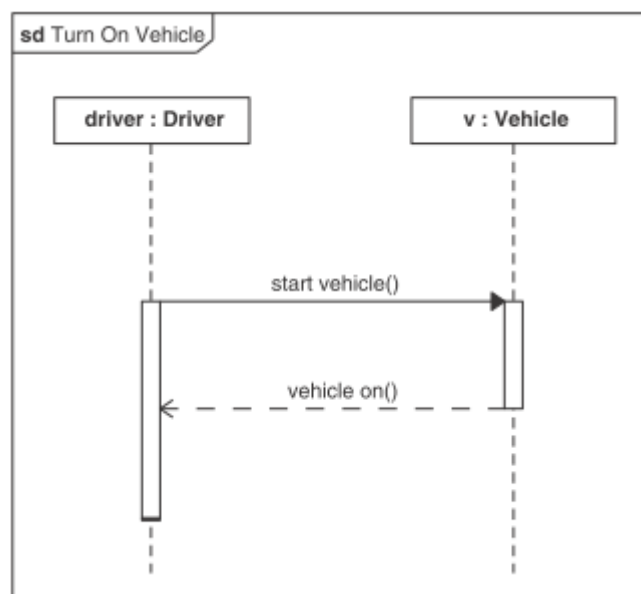 sd Turn On Vehicle
driver : Driver
v : Vehicle
start vehicle()
vehicle on()